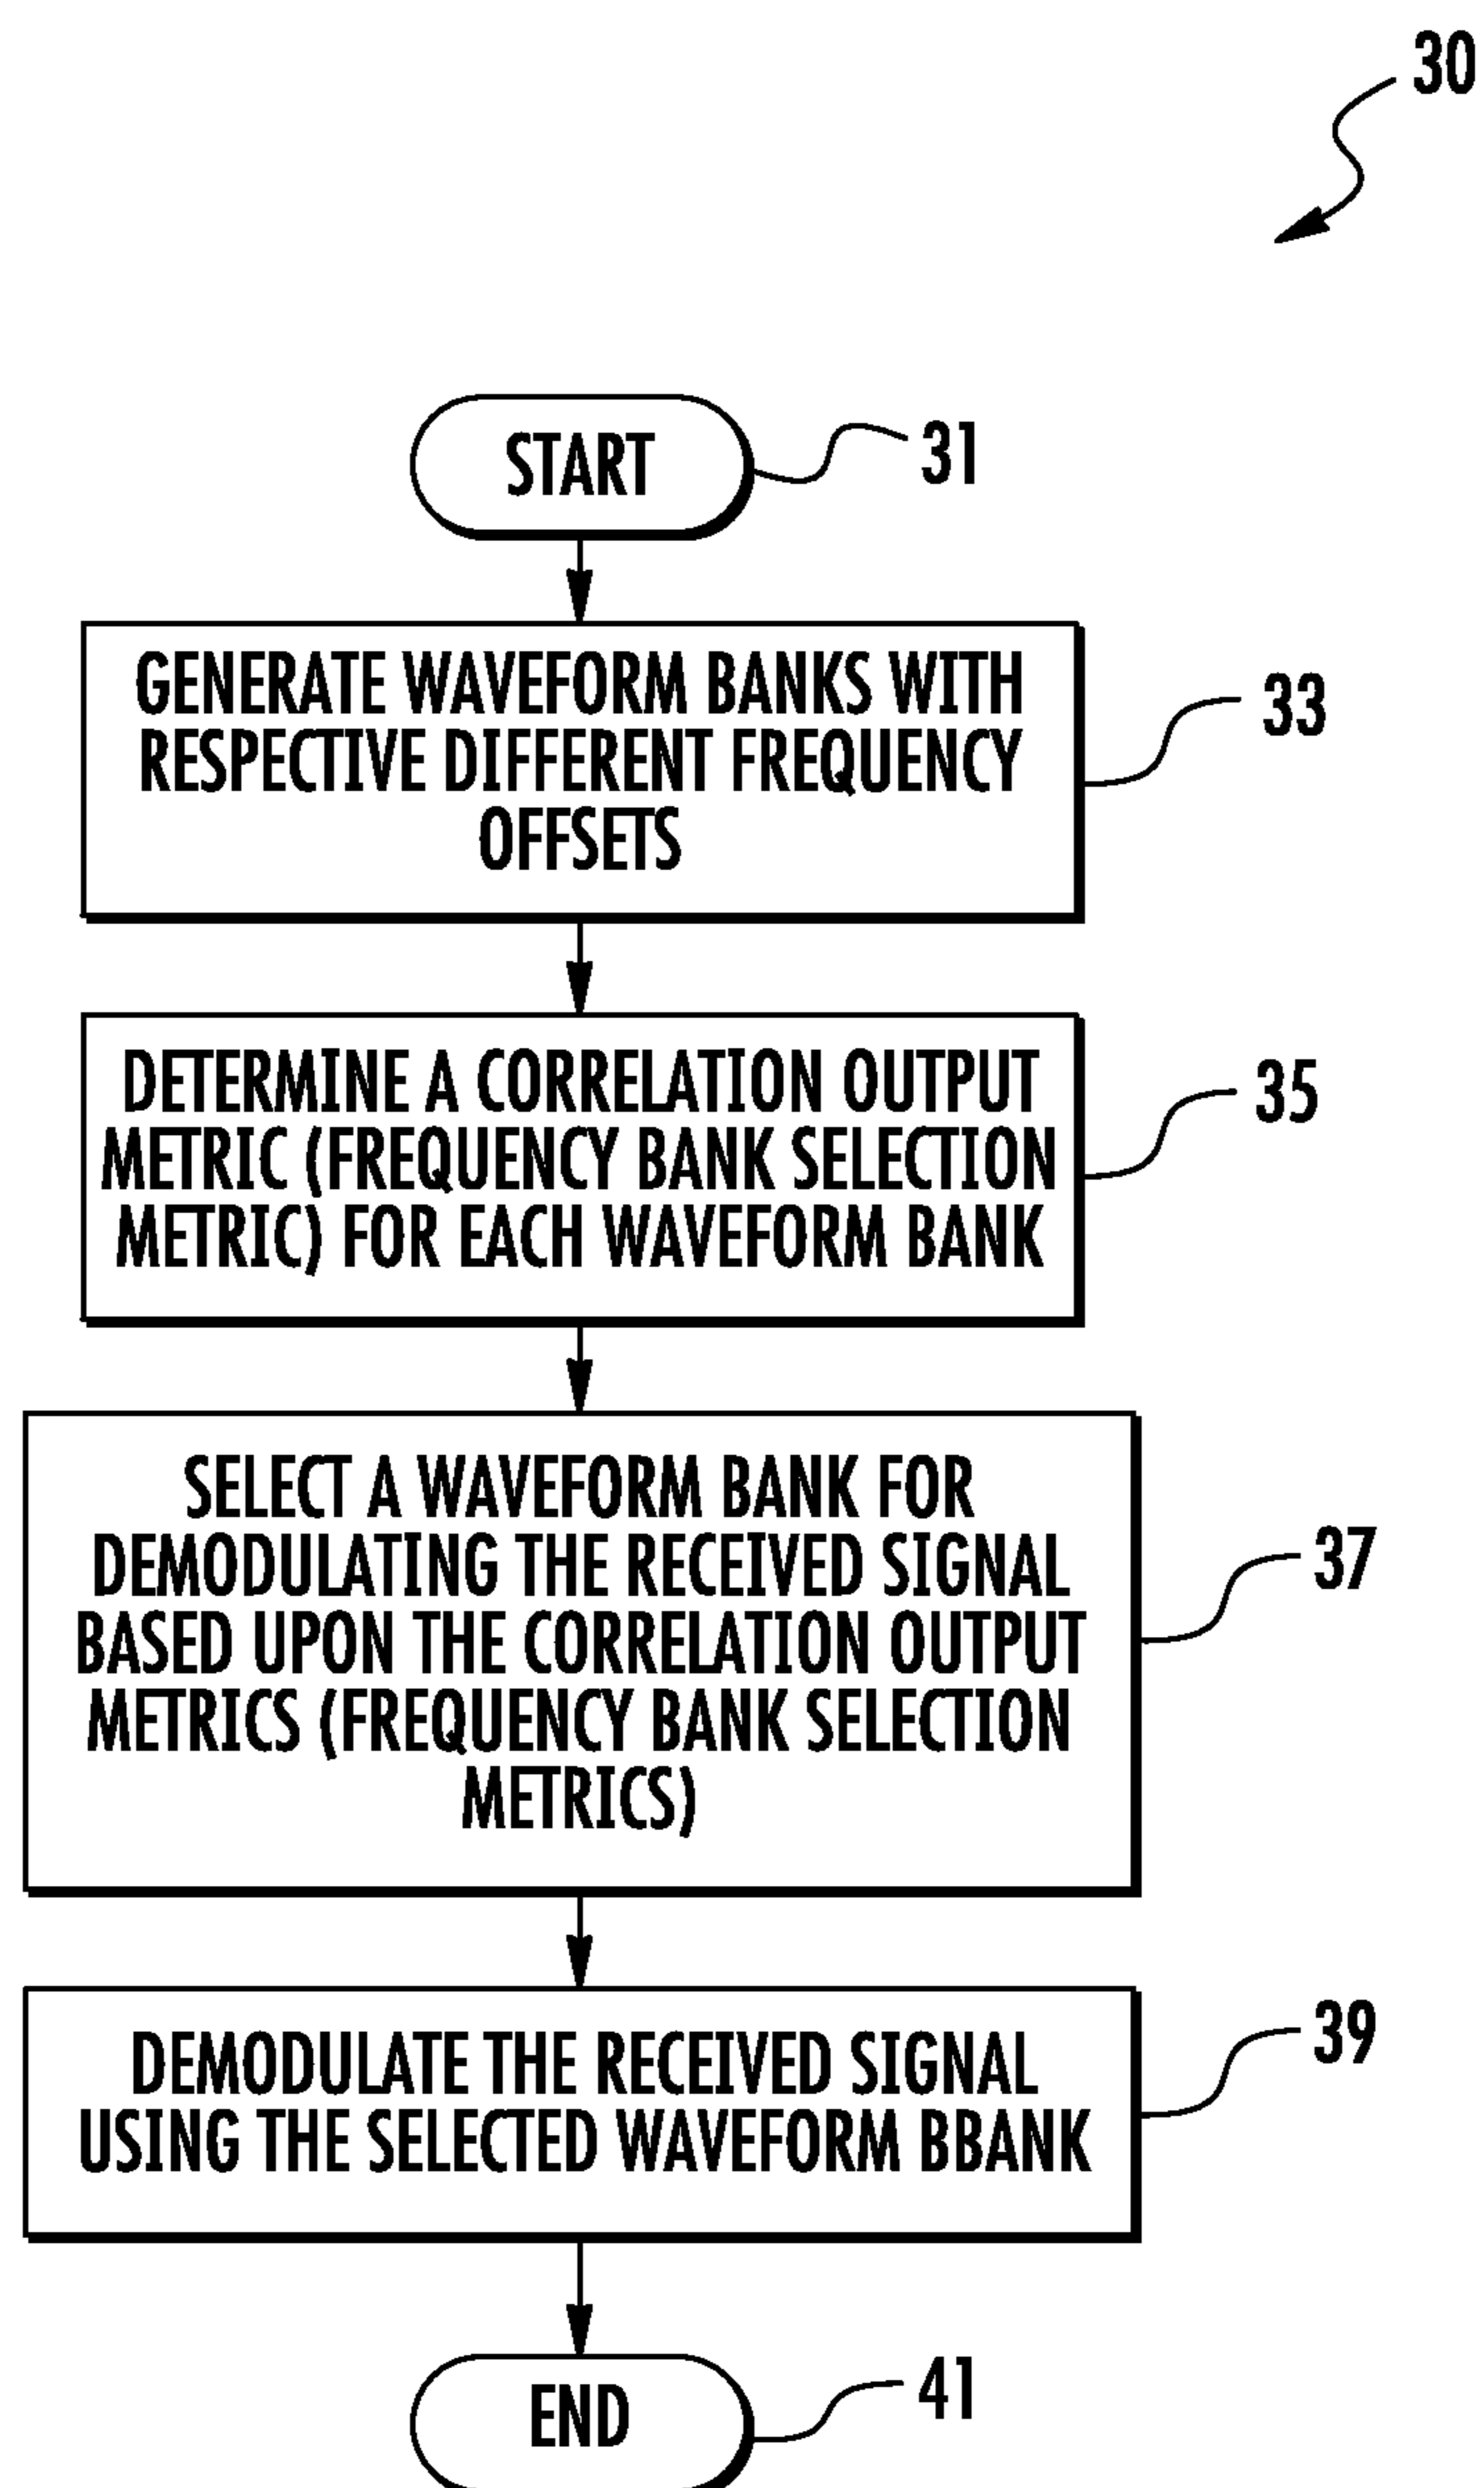 30
START
31
GENERATE WAVEFORM BANKS WITH
RESPECTIVE DIFFERENT FREQUENCY
OFFSETS
33
DETERMINE A CORRELATION OUTPUT
METRIC (FREQUENCY BANK SELECTION
METRIC) FOR EACH WAVEFORM BANK
35
SELECT A WAVEFORM BANK FOR
DEMODULATING THE RECEIVED SIGNAL
BASED UPON THE CORRELATION OUTPUT
METRICS (FREQUENCY BANK SELECTION
METRICS)
37
DEMODULATE THE RECEIVED SIGNAL
USING THE SELECTED WAVEFORM BBANK
39
END
41